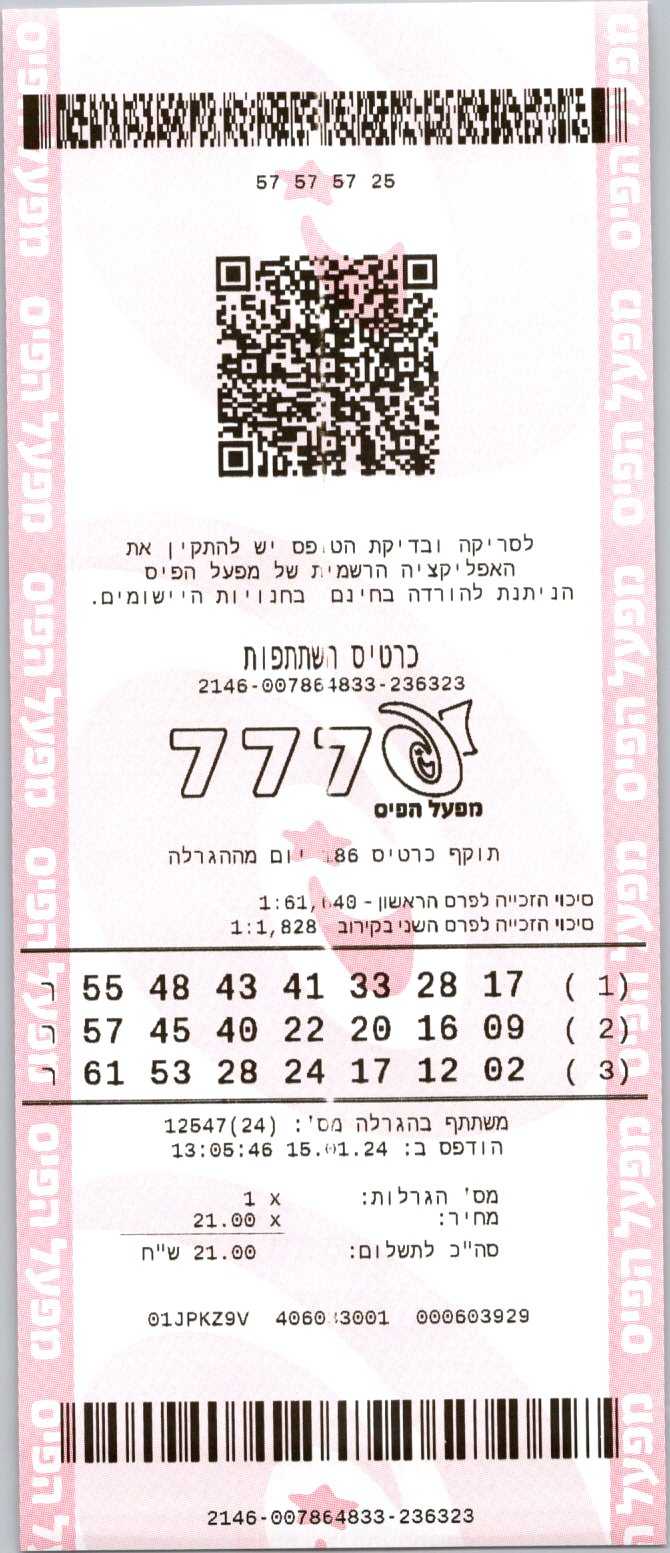 57 57 57 25
לסריקה ובדיקת הטופס יש להתקין את
האפליקציה הרשמית של מפעל הפיס
הניתנת להורדה בחינם בחנויות היישומים.
כרטיס השתתפות
2146-007864833-236323
777
מפעל הפיס
תוקף כרטיס 186 יום מההגרלה
סיכוי הזכייה לפרס הראשון - 1:61,640
סיכוי הזכייה לפרס השני בקירוב 1:1,828
(1) 17 28 33 41 43 48 55 ר
(2) 09 16 20 22 40 45 57 ר
(3) 02 12 17 24 28 53 61 ר
משתתף בהגרלה מס': 12547(24)
הודפס ב: 15.01.24 13:05:46
מס' הגרלות: x 1
מחיר: x 21.00
סה"כ לתשלום: 21.00 ש"ח
01JPKZ9V 4060 3001 000603929
2146-007864833-236323
מפעל הפיס